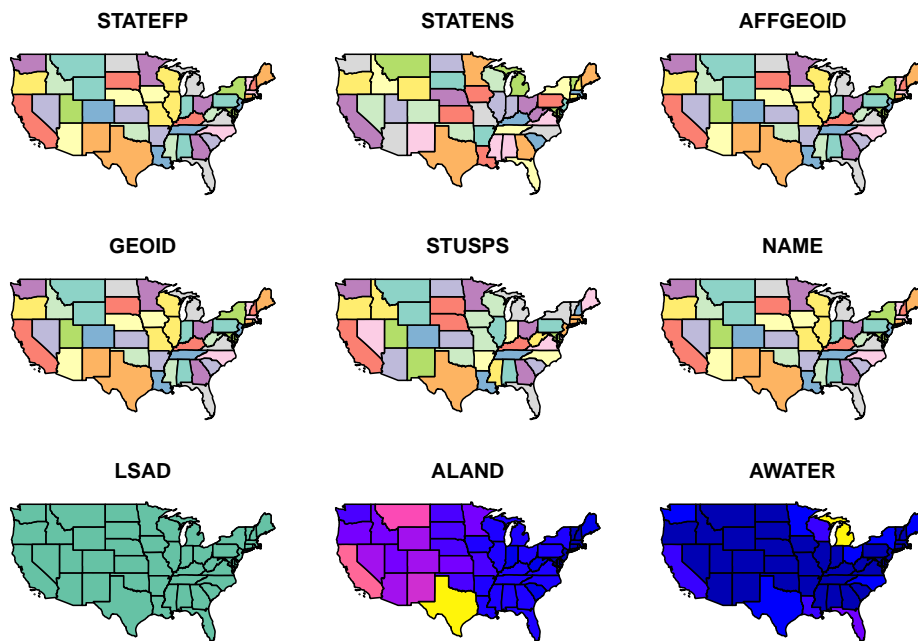 STATEFP
STATENS
AFFGEOID
GEOID
STUSPS
NAME
LSAD
ALAND
AWATER